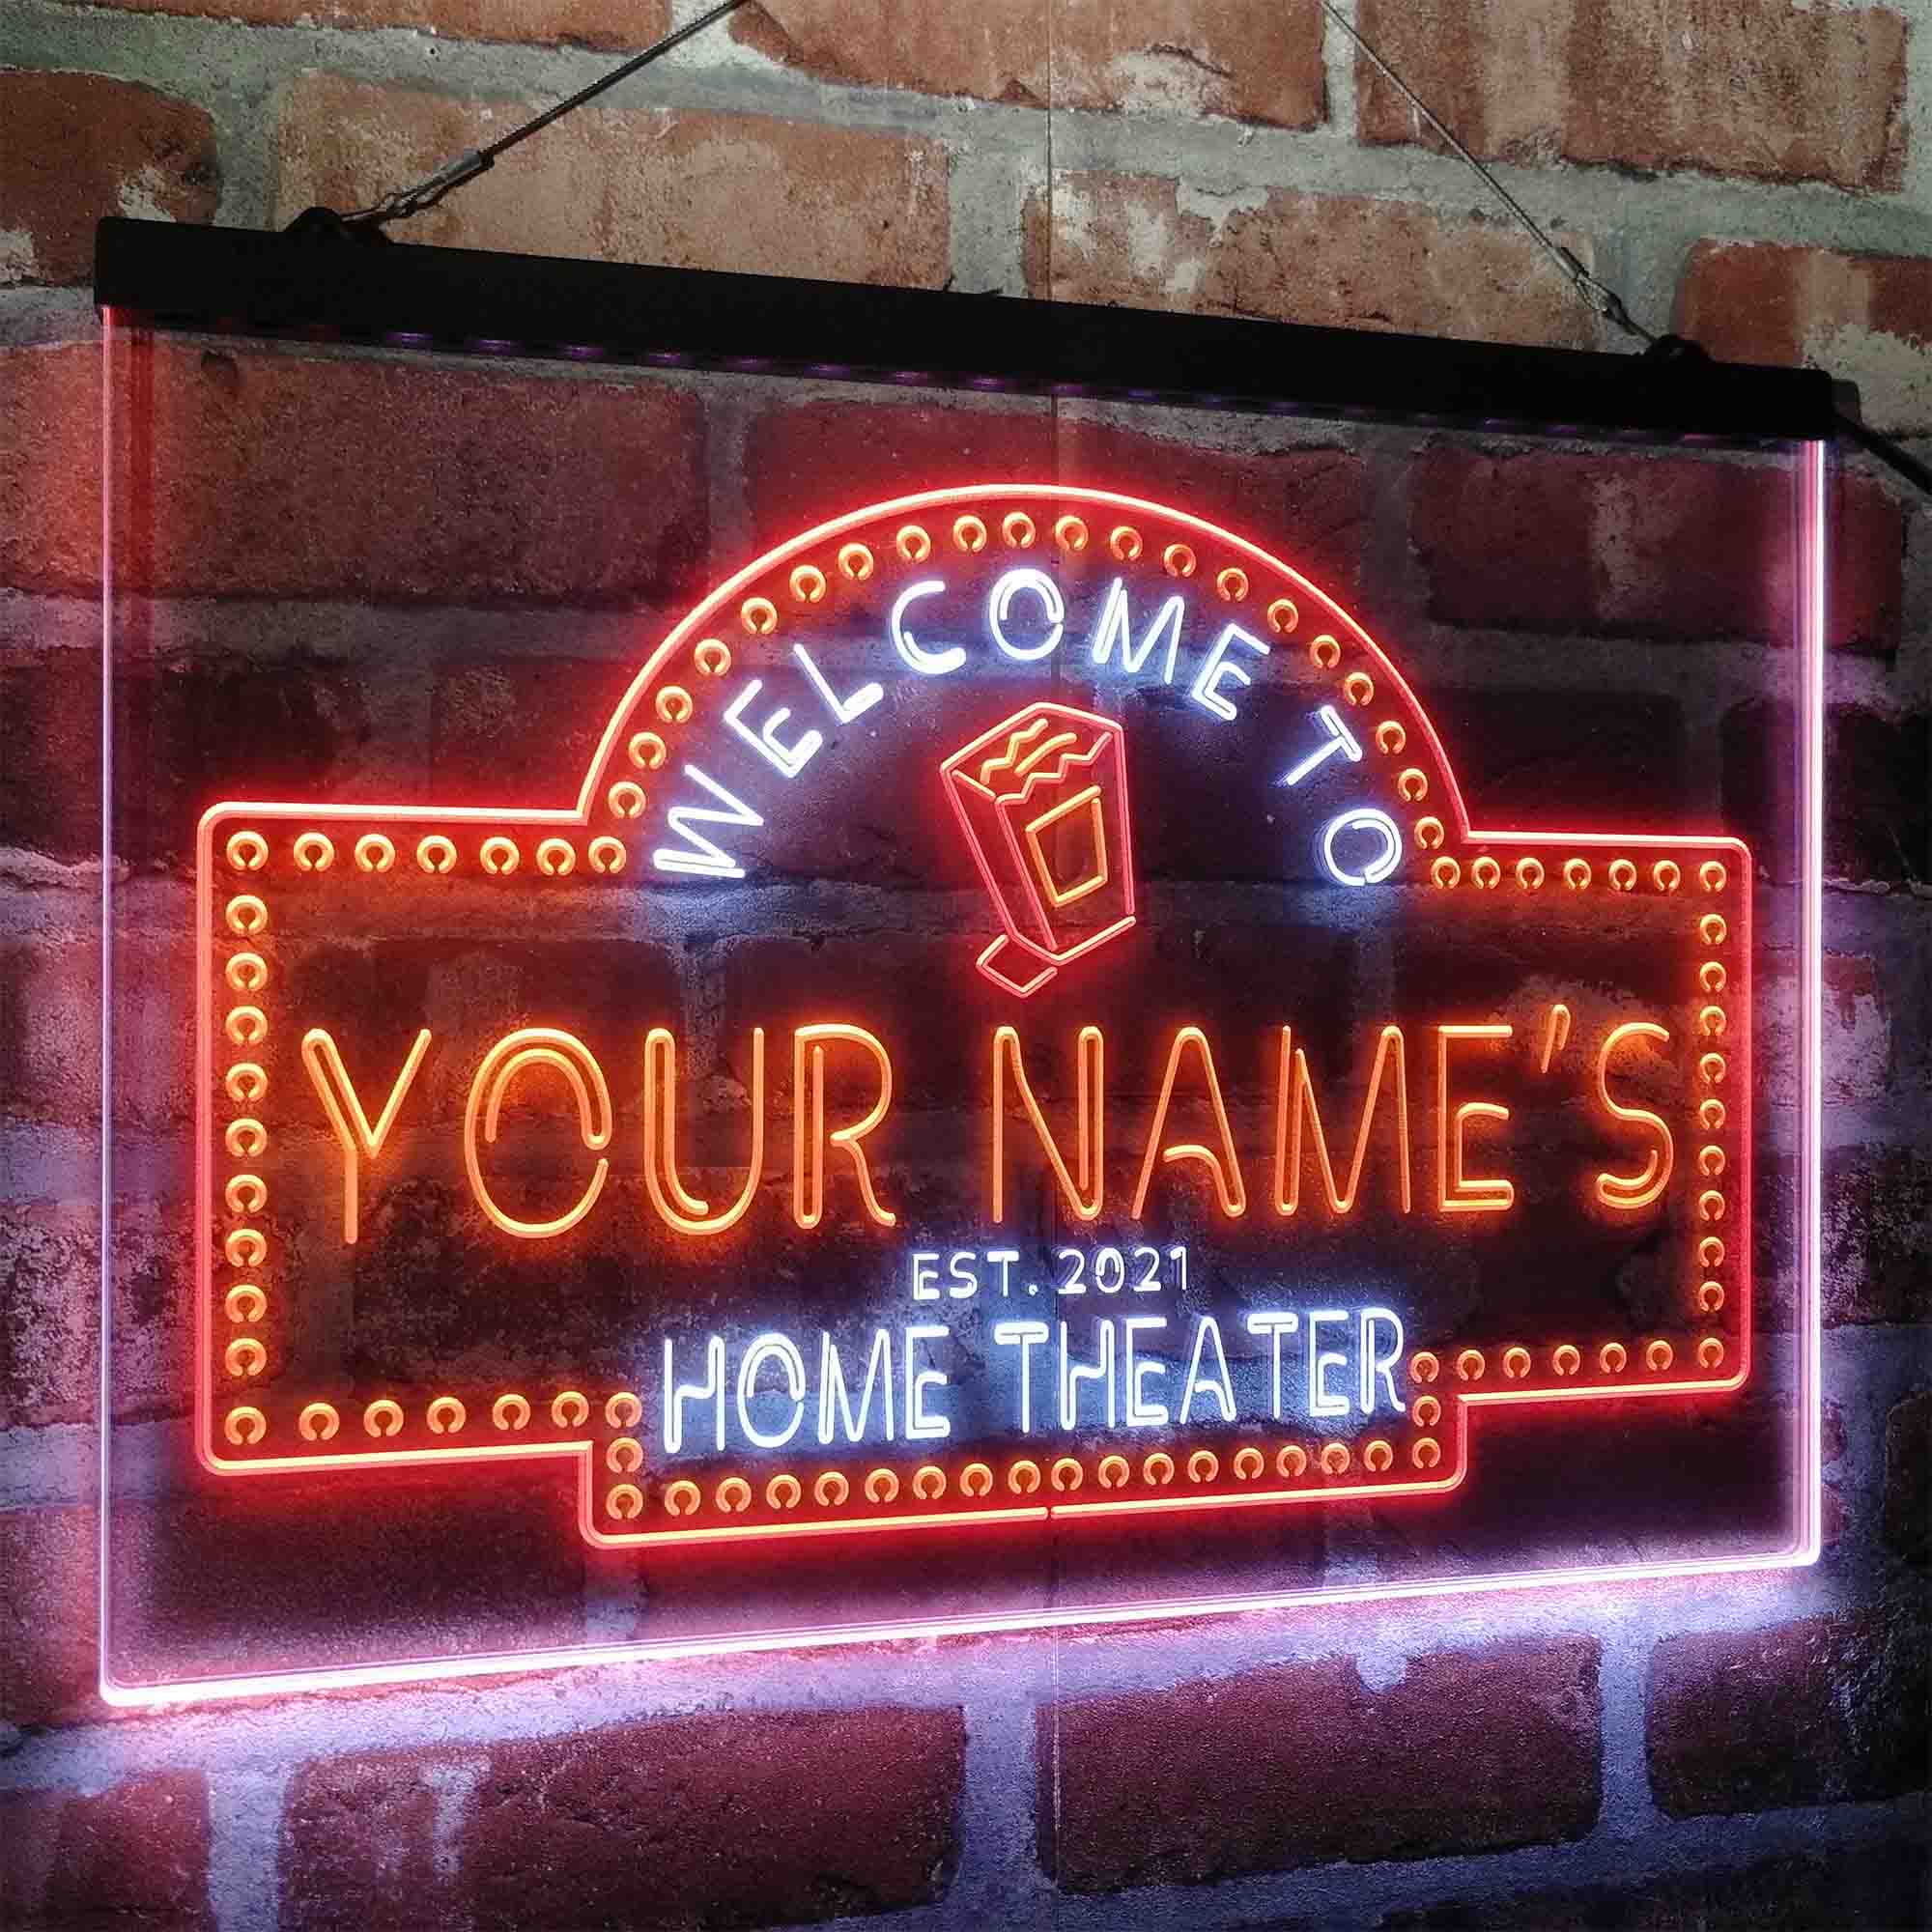 WELCOME TO
YOUR NAME'S
EST. 2021
HOME THEATER